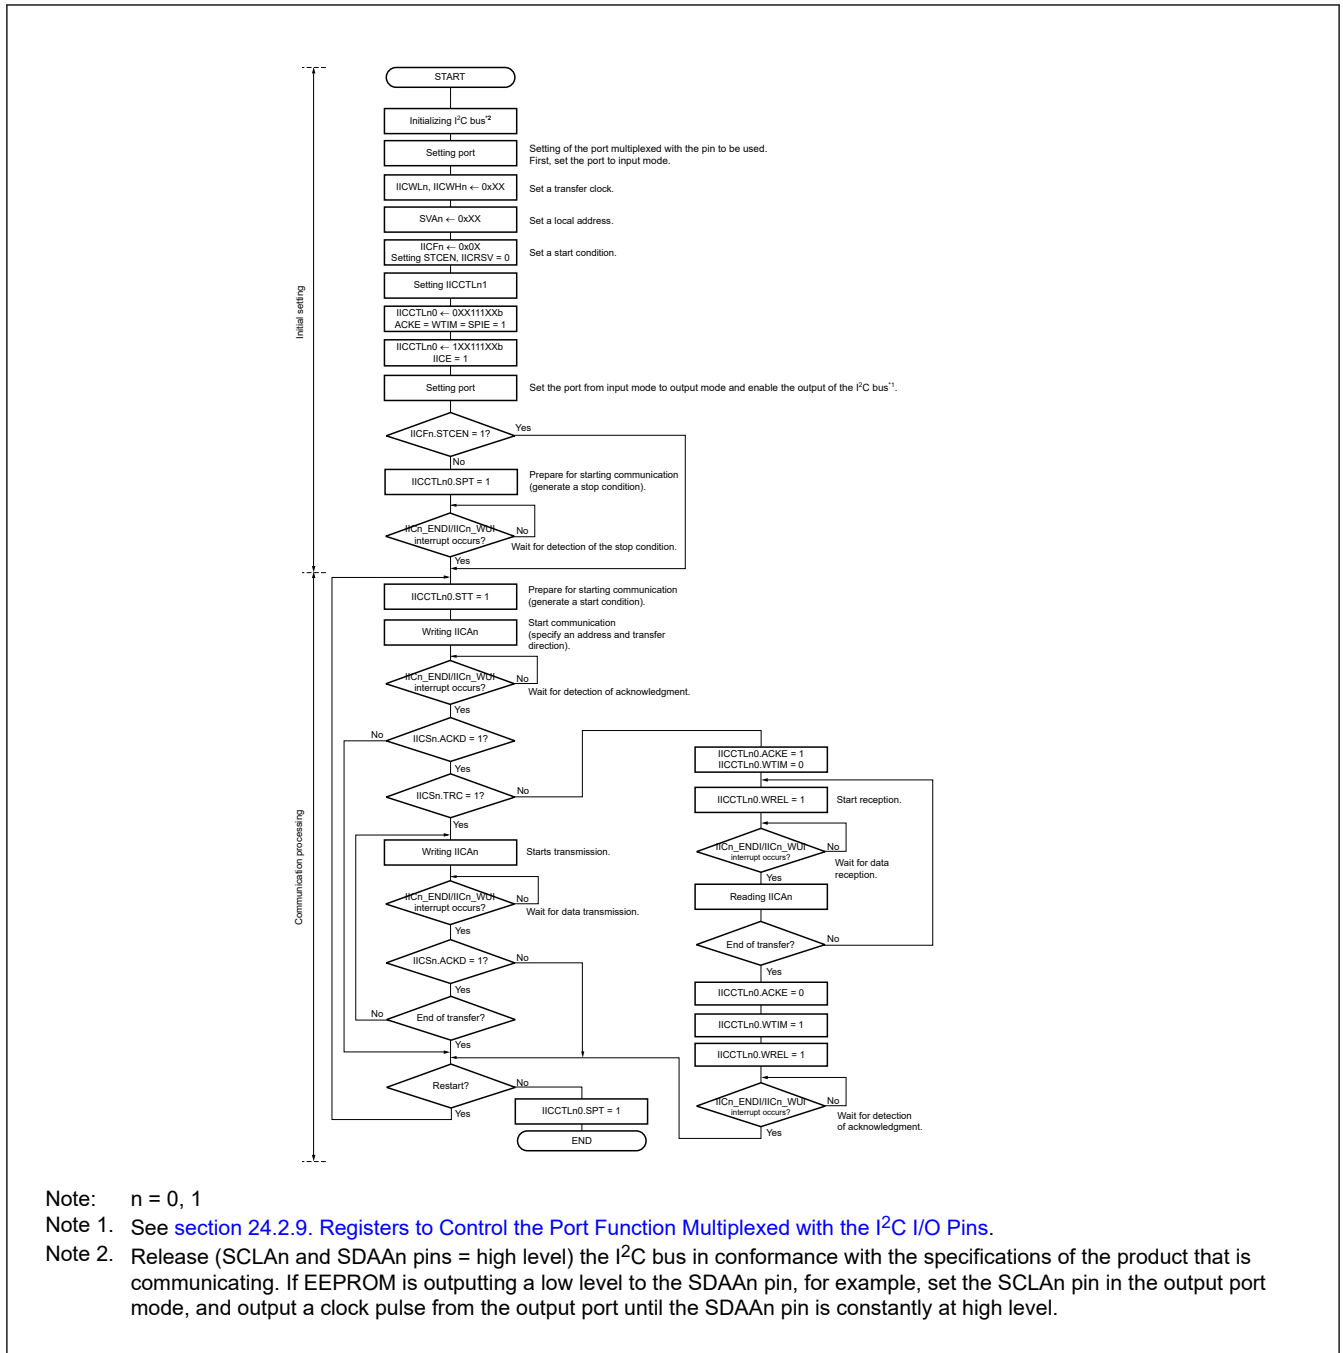 START
Initializing I²C bus*2
Setting port
Setting of the port multiplexed with the pin to be used.
First, set the port to input mode.
IICWLn, IICWHn ← 0xXX
Set a transfer clock.
SVAn ← 0xXX
Set a local address.
IICFn ← 0x0X
Setting STCEN, IICRSV = 0
Set a start condition.
Setting IICCTLn1
IICCTLn0 ← 0XX111XXb
ACKE = WTIM = SPIE = 1
IICCTLn0 ← 1XX111XXb
IICE = 1
Setting port
Set the port from input mode to output mode and enable the output of the I²C bus*1.
Initial setting
IICFn.STCEN = 1?
Yes
No
IICCTLn0.SPT = 1
Prepare for starting communication
(generate a stop condition).
IICn_ENDI/IICn_WUI
interrupt occurs?
No
Wait for detection of the stop condition.
Yes
IICCTLn0.STT = 1
Prepare for starting communication
(generate a start condition).
Writing IICAn
Start communication
(specify an address and transfer
direction).
IICn_ENDI/IICn_WUI
interrupt occurs?
No
Wait for detection of acknowledgment.
Yes
No
IICSn.ACKD = 1?
Yes
IICSn.TRC = 1?
No
Yes
Communication processing
Writing IICAn
Starts transmission.
IICn_ENDI/IICn_WUI
interrupt occurs?
No
Wait for data transmission.
Yes
IICSn.ACKD = 1?
No
Yes
No
End of transfer?
Yes
Restart?
No
Yes
IICCTLn0.SPT = 1
END
IICCTLn0.ACKE = 1
IICCTLn0.WTIM = 0
IICCTLn0.WREL = 1
Start reception.
IICn_ENDI/IICn_WUI
interrupt occurs?
No
Wait for data
reception.
Yes
Reading IICAn
End of transfer?
No
Yes
IICCTLn0.ACKE = 0
IICCTLn0.WTIM = 1
IICCTLn0.WREL = 1
IICn_ENDI/IICn_WUI
interrupt occurs?
No
Wait for detection
of acknowledgment.
Yes
Note: n = 0, 1
Note 1. See section 24.2.9. Registers to Control the Port Function Multiplexed with the I²C I/O Pins.
Note 2. Release (SCLAn and SDAAn pins = high level) the I²C bus in conformance with the specifications of the product that is
communicating. If EEPROM is outputting a low level to the SDAAn pin, for example, set the SCLAn pin in the output port
mode, and output a clock pulse from the output port until the SDAAn pin is constantly at high level.